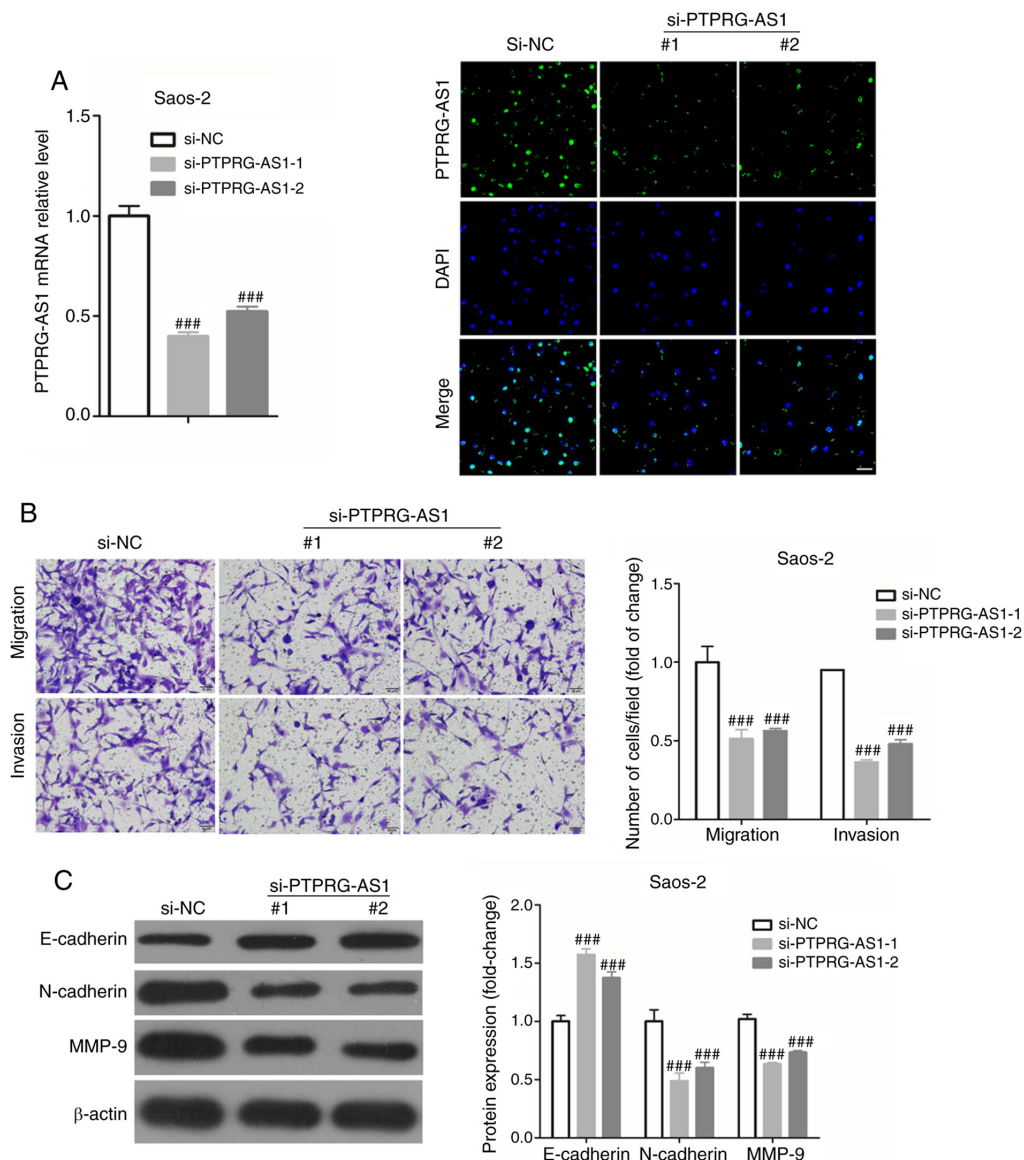 A
Saos-2
1.5
1.0
0.5
0.0
PTPRG-AS1 mRNA relative level
si-NC
si-PTPRG-AS1-1
si-PTPRG-AS1-2
###
###
si-PTPRG-AS1
Si-NC
#1
#2
PTPRG-AS1
DAPI
Merge
B
si-PTPRG-AS1
si-NC
#1
#2
Migration
Invasion
Saos-2
Number of cells/field (fold of change)
1.5
1.0
0.5
0.0
si-NC
si-PTPRG-AS1-1
si-PTPRG-AS1-2
###
###
###
###
Migration
Invasion
C
si-PTPRG-AS1
si-NC
#1
#2
E-cadherin
N-cadherin
MMP-9
β-actin
Saos-2
Protein expression (fold-change)
2.0
1.5
1.0
0.5
0.0
si-NC
si-PTPRG-AS1-1
si-PTPRG-AS1-2
###
###
###
###
###
###
E-cadherin
N-cadherin
MMP-9